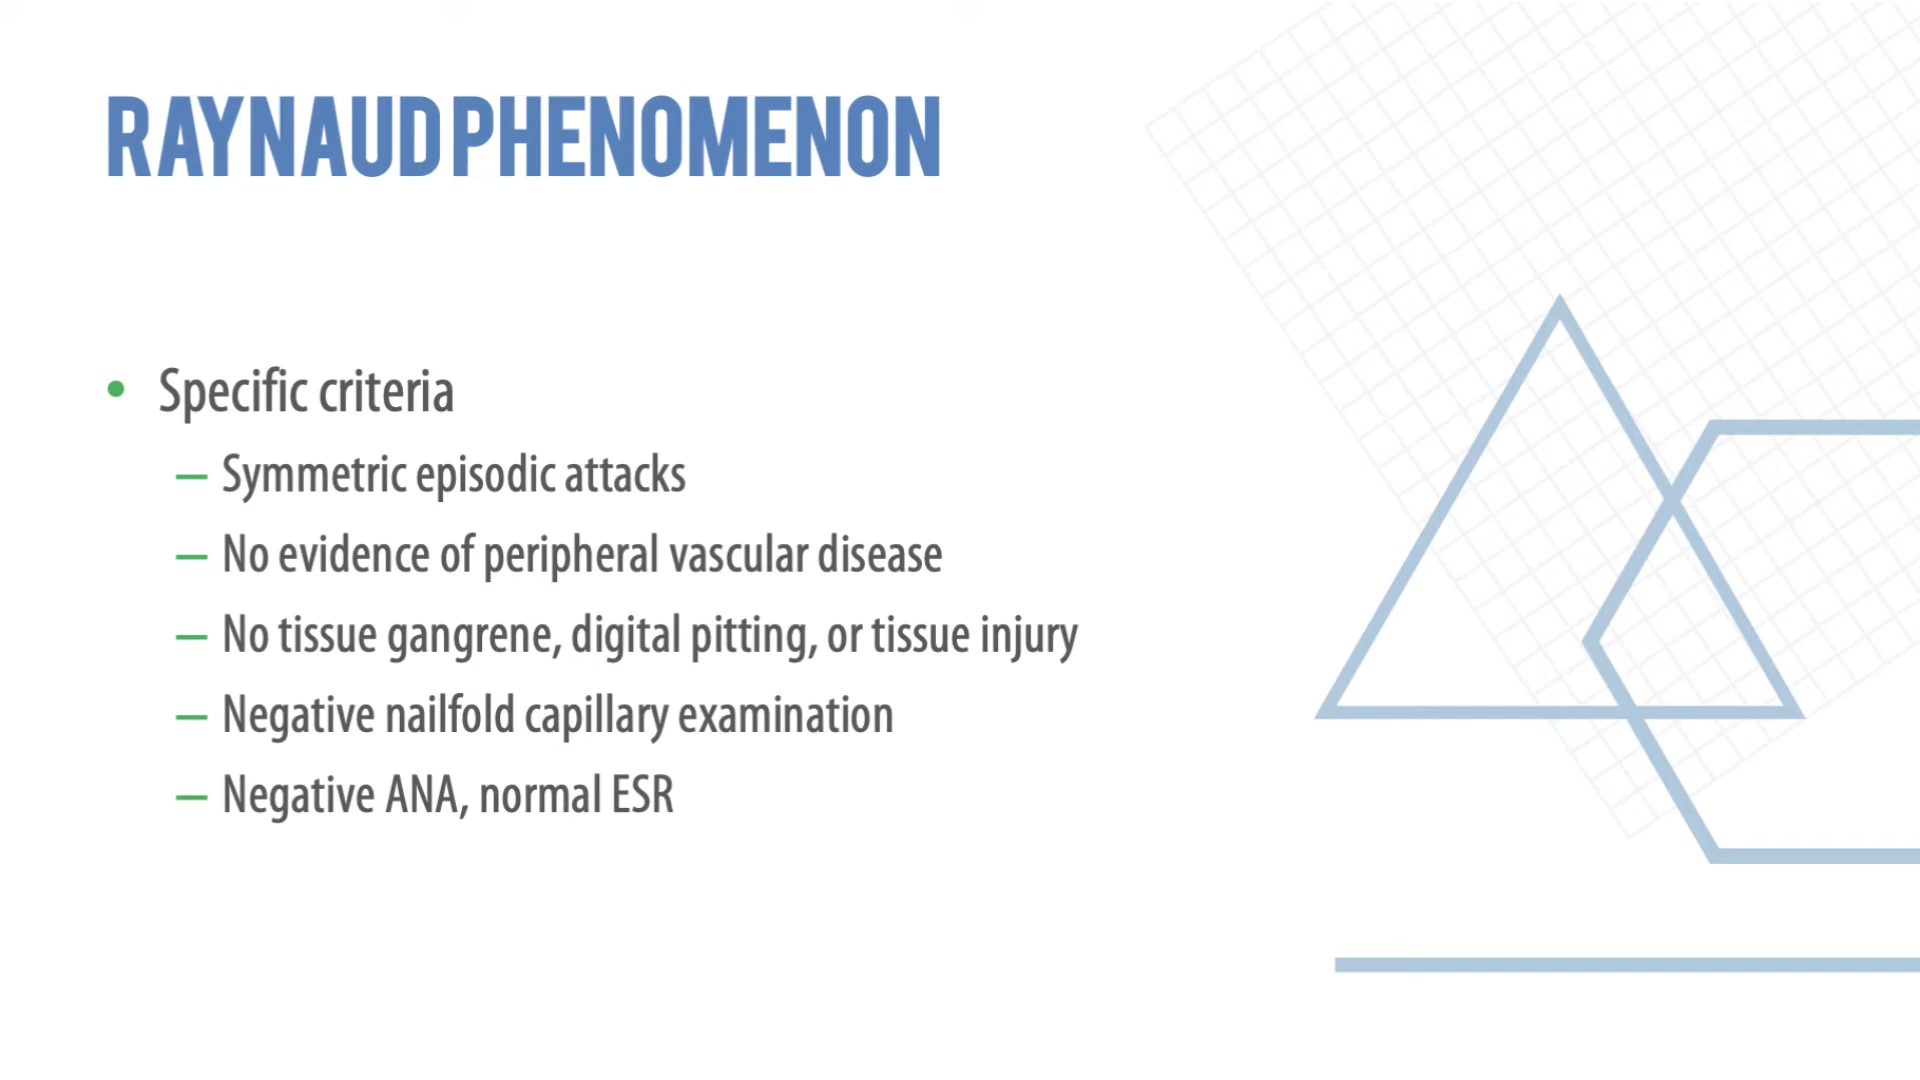 RAYNAUD PHENOMENON
• Specific criteria
– Symmetric episodic attacks
– No evidence of peripheral vascular disease
– No tissue gangrene, digital pitting, or tissue injury
– Negative nailfold capillary examination
– Negative ANA, normal ESR